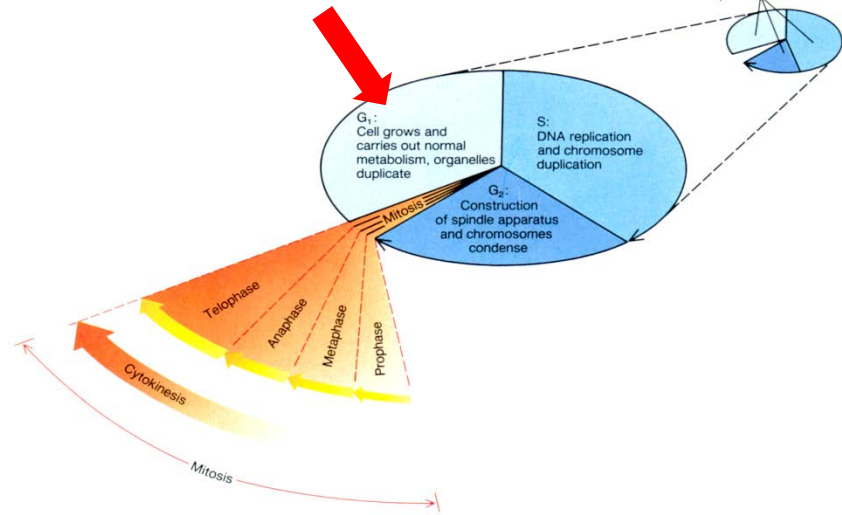 G₁:
Cell grows and
carries out normal
metabolism, organelles
duplicate
S:
DNA replication
and chromosome
duplication
G₂:
Construction
of spindle apparatus
and chromosomes
condense
Mitosis
Telophase
Anaphase
Metaphase
Prophase
Cytokinesis
Mitosis